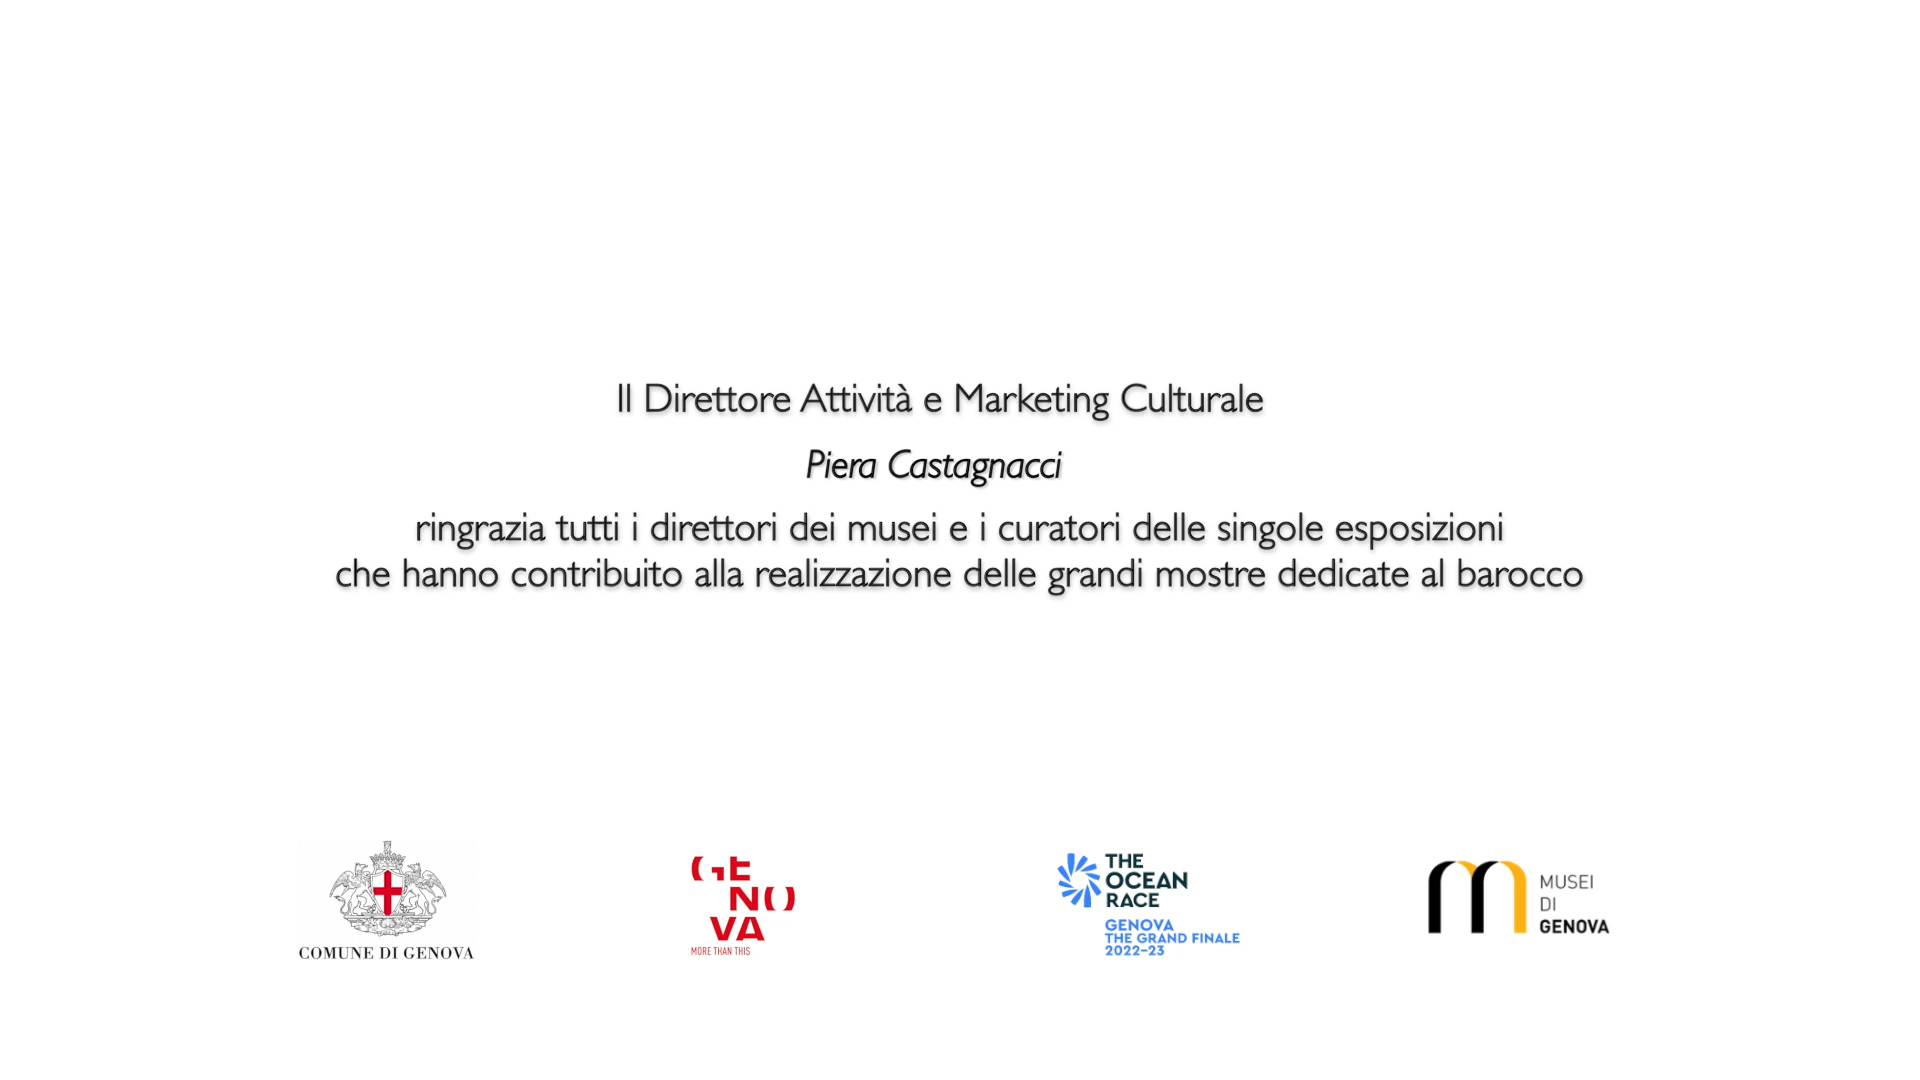 Il Direttore Attività e Marketing Culturale
Piera Castagnacci
ringrazia tutti i direttori dei musei e i curatori delle singole esposizioni
che hanno contribuito alla realizzazione delle grandi mostre dedicate al barocco
COMUNE DI GENOVA
GE
NO
VA
MORE THAN THIS
THE
OCEAN
RACE
GENOVA
THE GRAND FINALE
2022-23
MUSEI
DI
GENOVA